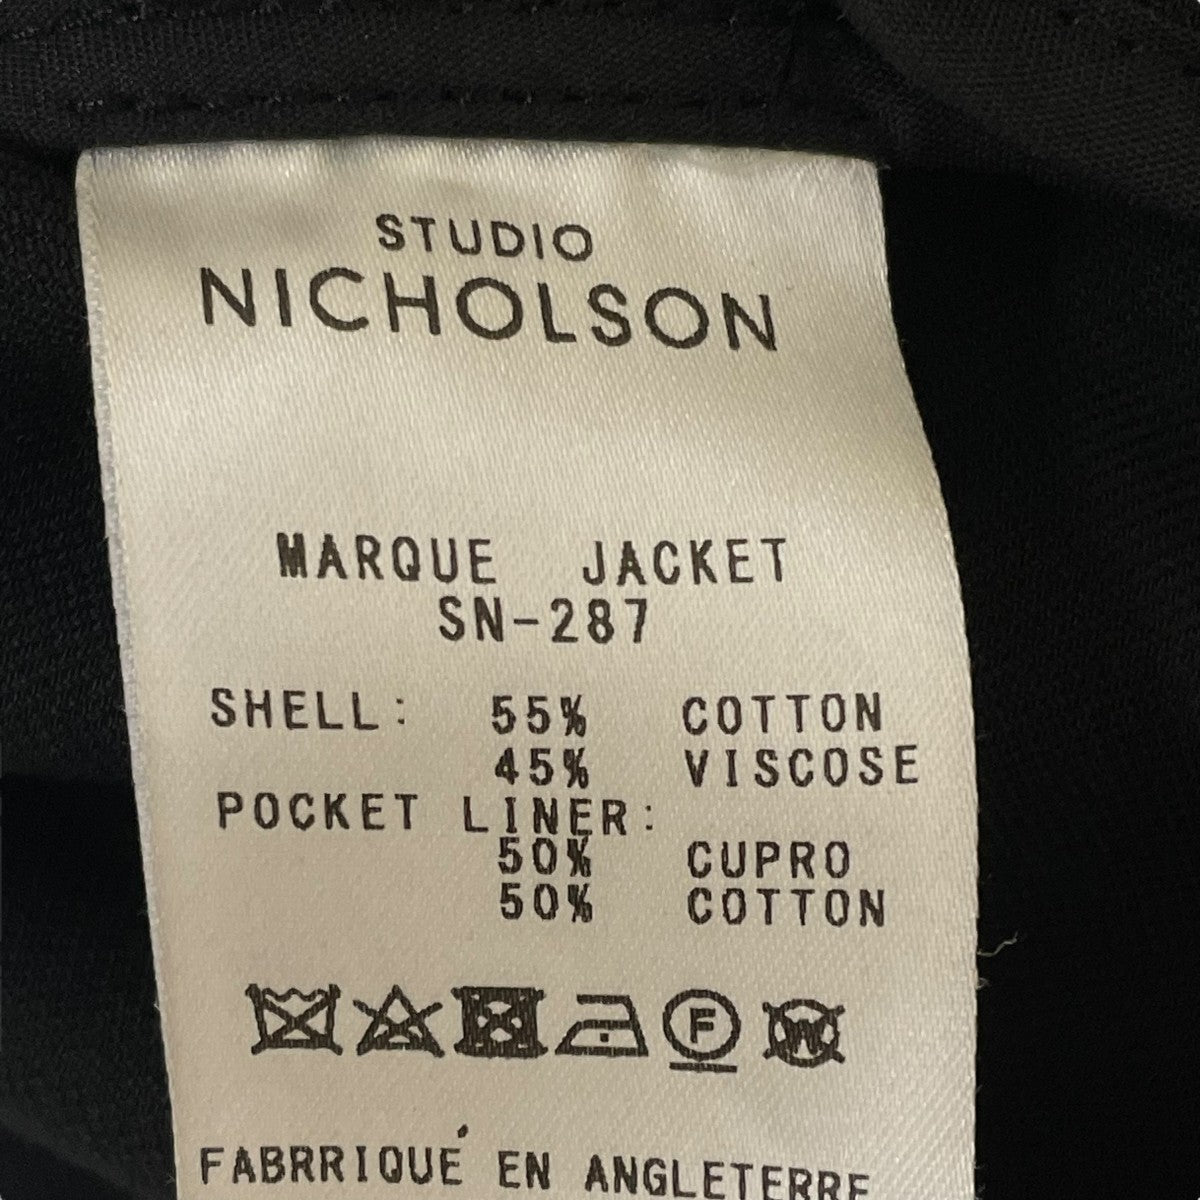 STUDIO
NICHOLSON
MARQUE JACKET
SN-287
SHELL: 55% COTTON
45% VISCOSE
POCKET LINER:
50% CUPRO
50% COTTON
F W
FABRRIQUÉ EN ANGLETERRE